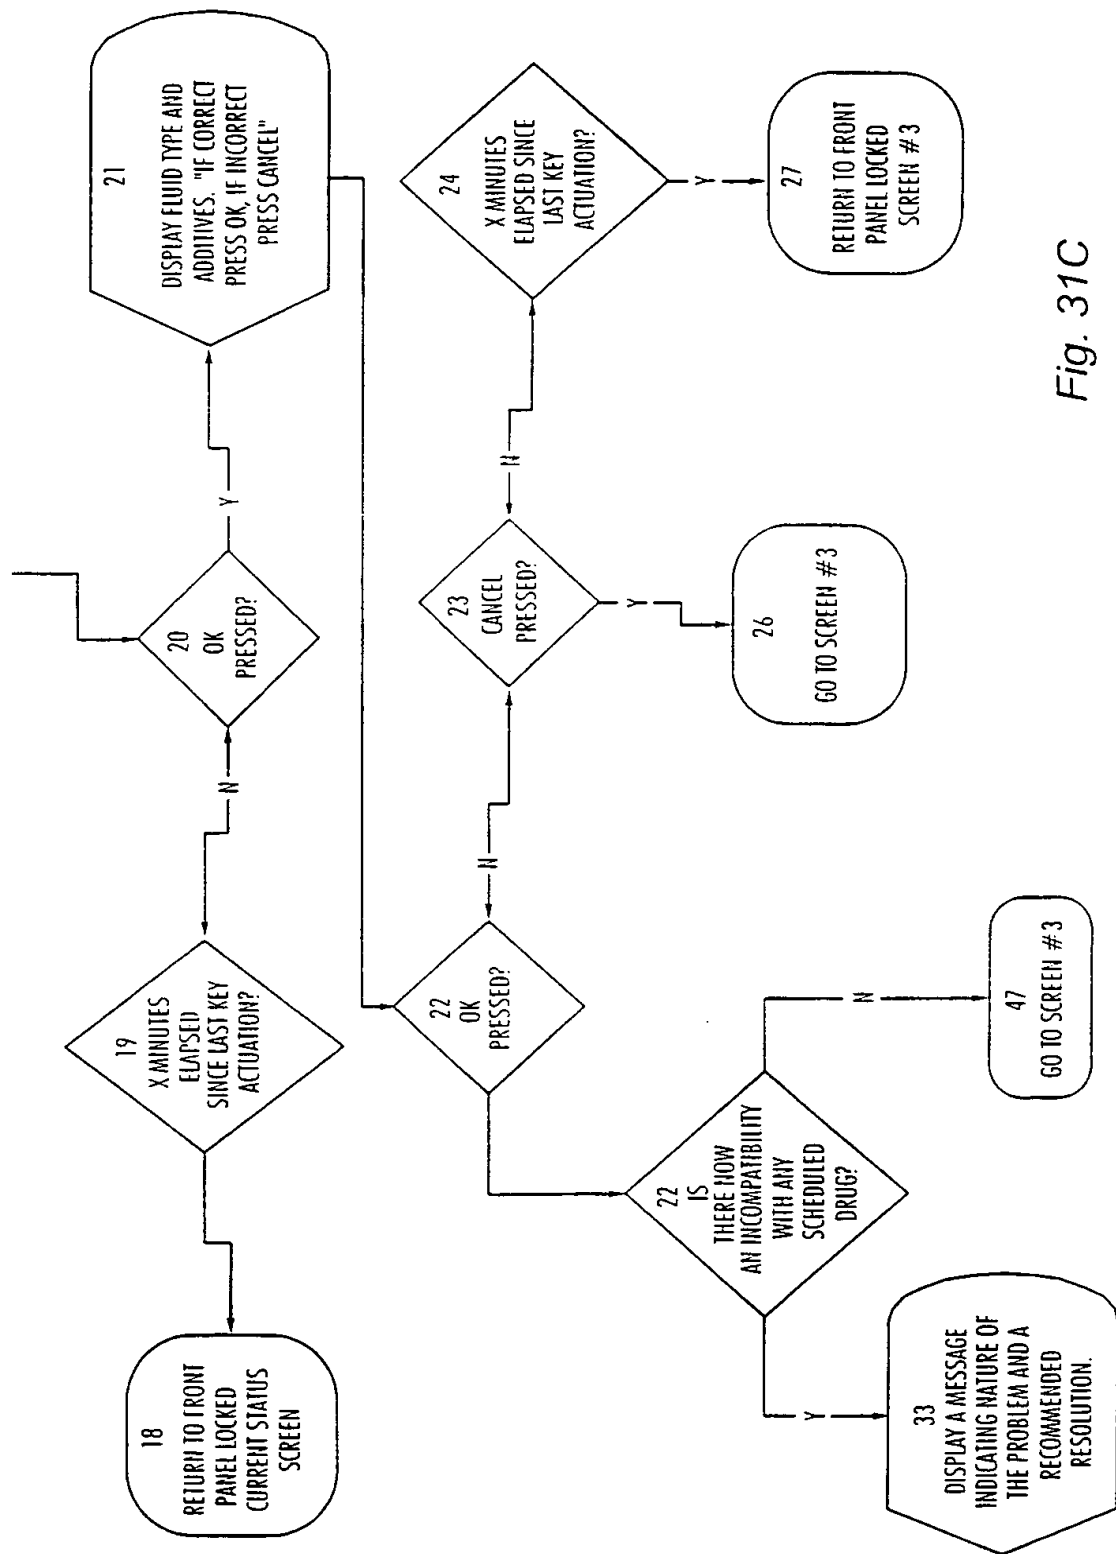 18
RETURN TO FRONT
PANEL LOCKED
CURRENT STATUS
SCREEN
19
X MINUTES
ELAPSED
SINCE LAST KEY
ACTUATION?
N
20
OK
PRESSED?
Y
21
DISPLAY FLUID TYPE AND
ADDITIVES. "IF CORRECT
PRESS OK, IF INCORRECT
PRESS CANCEL"
22
OK
PRESSED?
N
23
CANCEL
PRESSED?
N
24
X MINUTES
ELAPSED SINCE
LAST KEY
ACTUATION?
Y
27
RETURN TO FRONT
PANEL LOCKED
SCREEN #3
Y
26
GO TO SCREEN #3
22
IS
THERE NOW
AN INCOMPATIBILITY
WITH ANY
SCHEDULED
DRUG?
N
47
GO TO SCREEN #3
Y
33
DISPLAY A MESSAGE
INDICATING NATURE OF
THE PROBLEM AND A
RECOMMENDED
RESOLUTION.
Fig. 31C